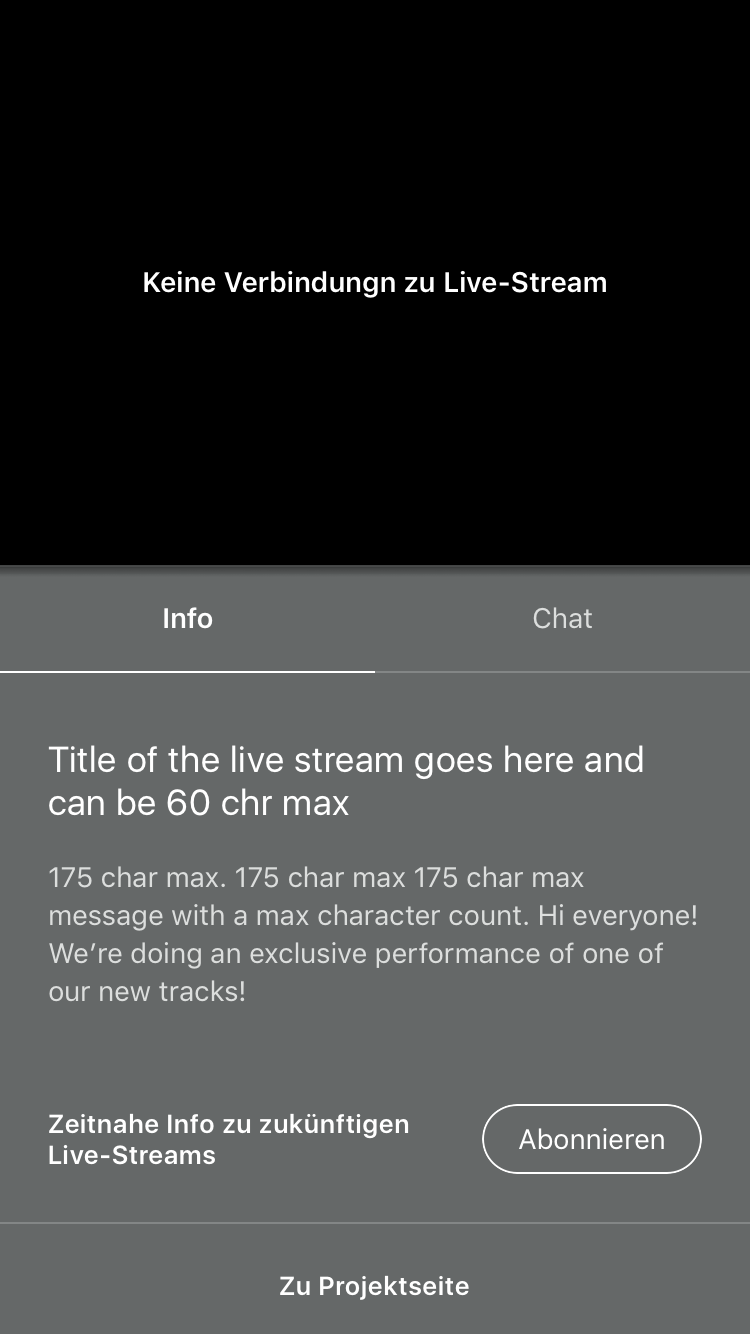 Keine Verbindungn zu Live-Stream
Info
Chat
Title of the live stream goes here and
can be 60 chr max
175 char max. 175 char max 175 char max
message with a max character count. Hi everyone!
We’re doing an exclusive performance of one of
our new tracks!
Zeitnahe Info zu zukünftigen
Live-Streams
Abonnieren
Zu Projektseite